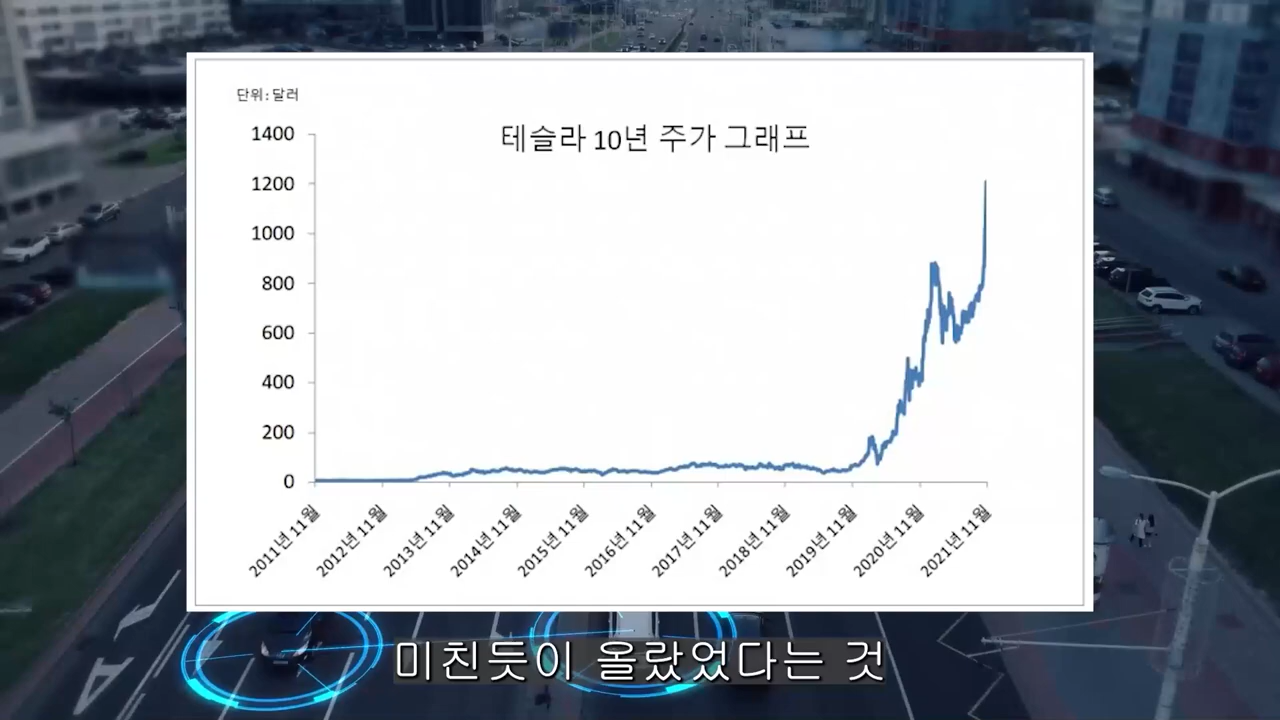 단위:달러
테슬라 10년 주가 그래프
1400
1200
1000
800
600
400
200
0
2011년 11월
2012년 11월
2013년 11월
2014년 11월
2015년 11월
2016년 11월
2017년 11월
2018년 11월
2019년 11월
2020년 11월
2021년 11월
미친듯이 올랐었다는 것